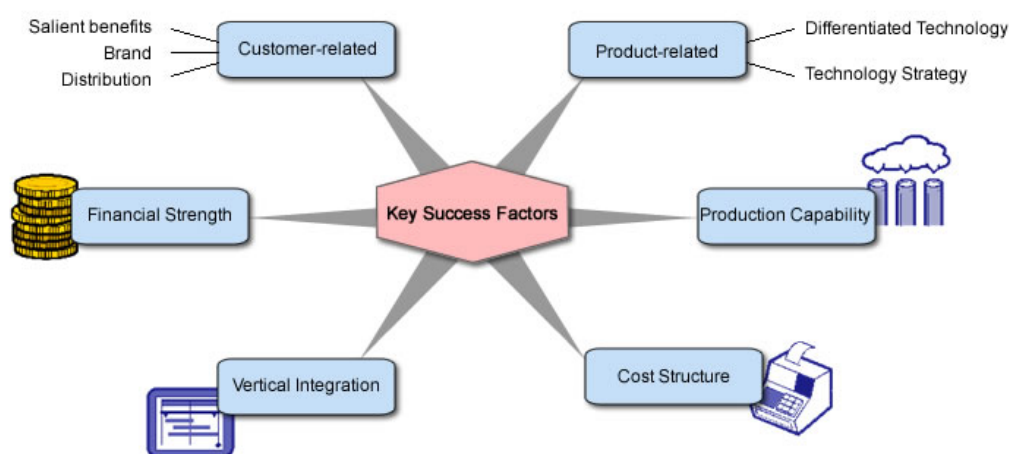 Salient benefits
Brand
Distribution
Customer-related
Product-related
Differentiated Technology
Technology Strategy
Financial Strength
Key Success Factors
Production Capability
Vertical Integration
Cost Structure